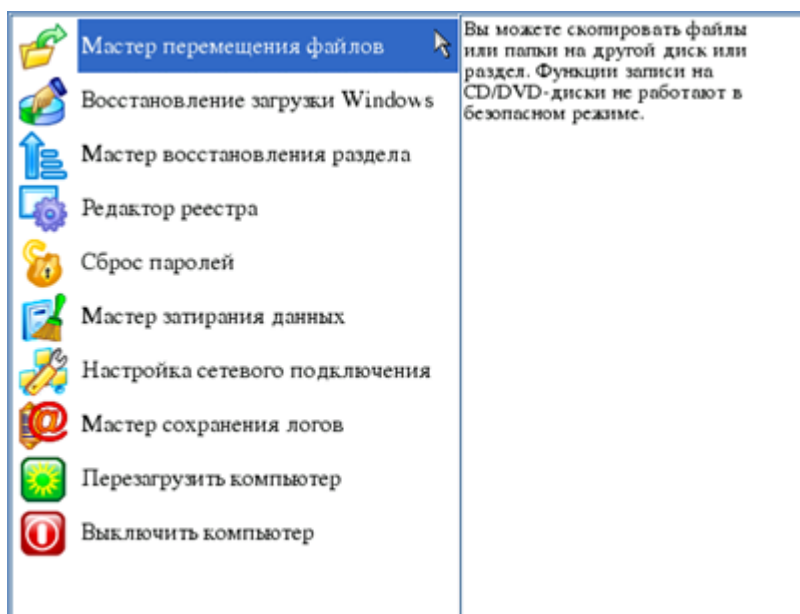 Мастер перемещения файлов
Восстановление загрузки Windows
Мастер восстановления раздела
Редактор реестра
Сброс паролей
Мастер затирания данных
Настройка сетевого подключения
Мастер сохранения логов
Перезагрузить компьютер
Выключить компьютер
Вы можете скопировать файлы
или папки на другой диск или
раздел. Функции записи на
CD/DVD-диски не работают в
безопасном режиме.